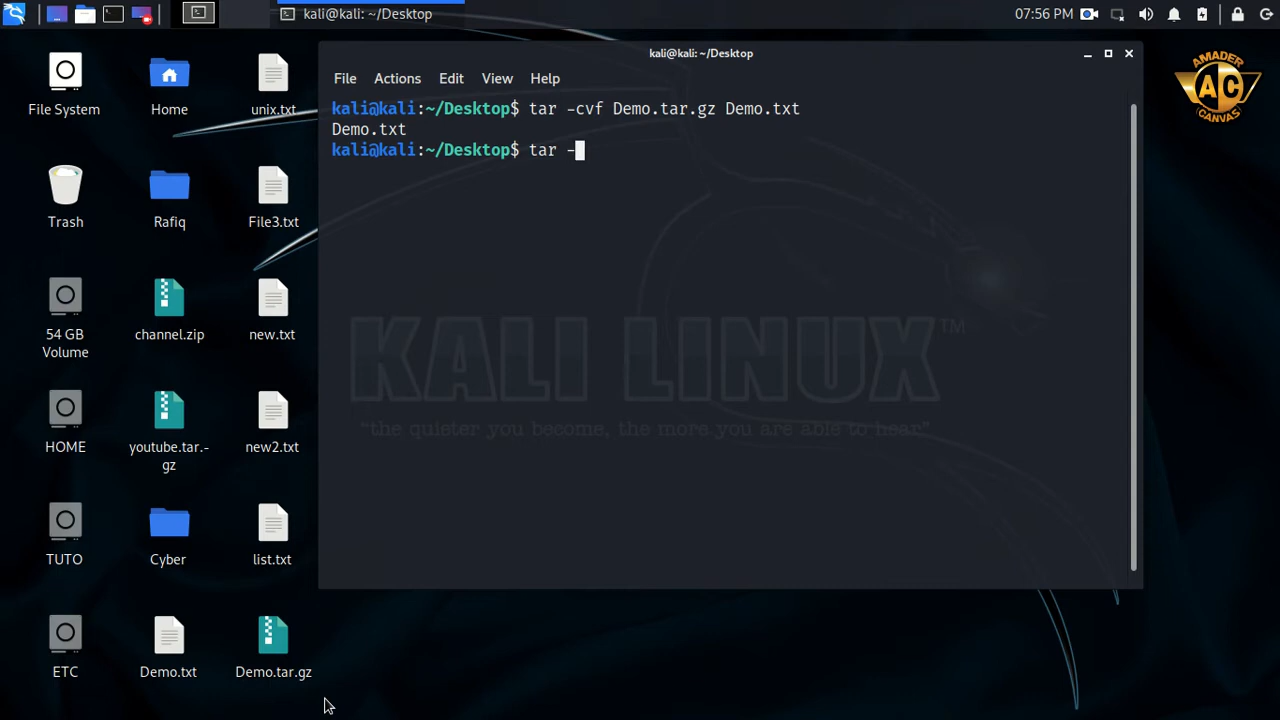 kali@kali: ~/Desktop
07:56 PM
kali@kali: ~/Desktop
File Actions Edit View Help
kali@kali:~/Desktop$ tar -cvf Demo.tar.gz Demo.txt
Demo.txt
kali@kali:~/Desktop$ tar -
KALI LINUX™
"the quieter you become, the more you are able to hear"
AMADER
AC
CANVAS
File System
Home
unix.txt
Trash
Rafiq
File3.txt
54 GB
Volume
channel.zip
new.txt
HOME
youtube.tar.-
gz
new2.txt
TUTO
Cyber
list.txt
ETC
Demo.txt
Demo.tar.gz